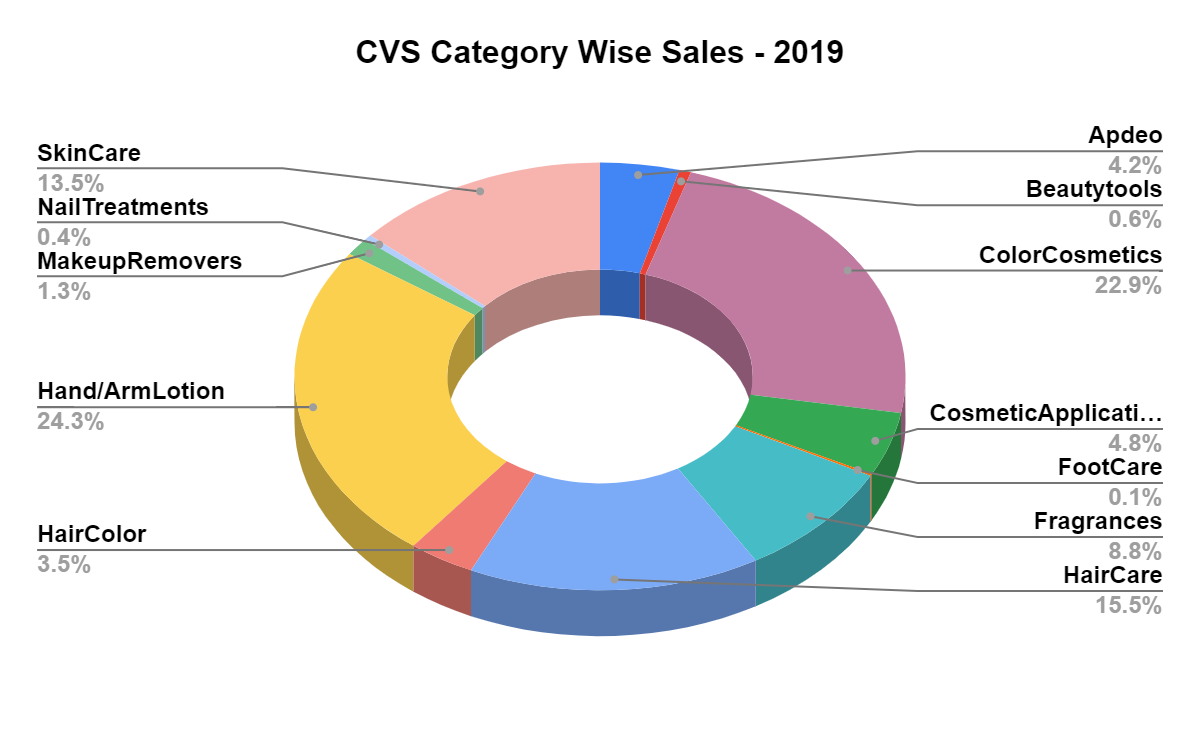 CVS Category Wise Sales - 2019
SkinCare
13.5%
NailTreatments
0.4%
MakeupRemovers
1.3%
Hand/ArmLotion
24.3%
HairColor
3.5%
Apdeo
4.2%
Beautytools
0.6%
ColorCosmetics
22.9%
CosmeticApplicati…
4.8%
FootCare
0.1%
Fragrances
8.8%
HairCare
15.5%